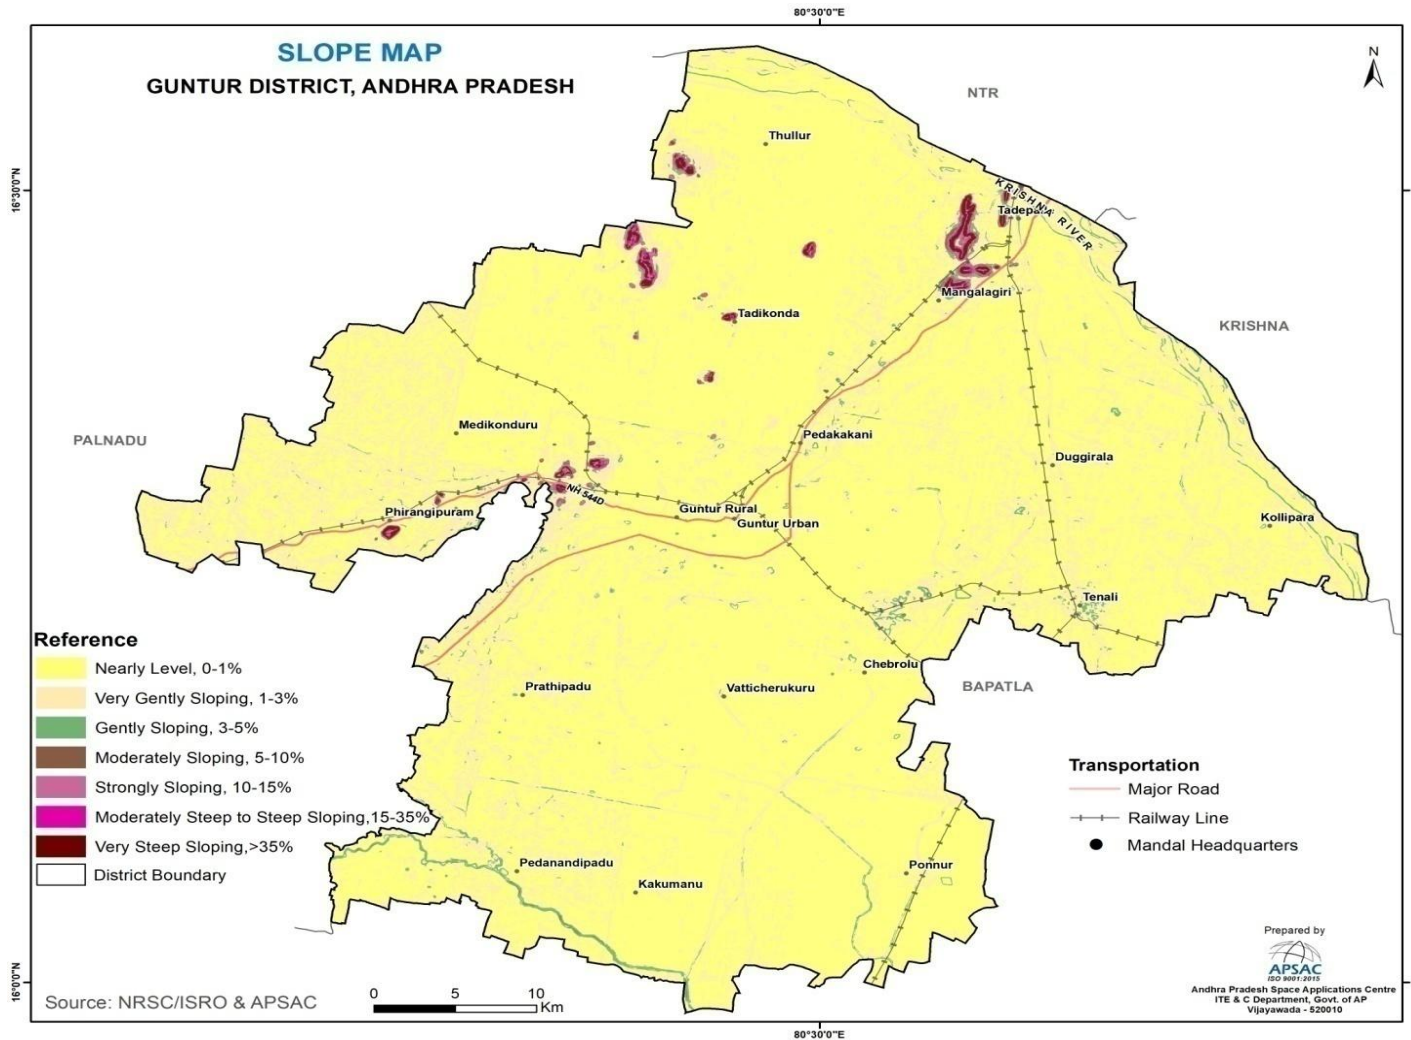 80°30'0"E
SLOPE MAP
GUNTUR DISTRICT, ANDHRA PRADESH
N
NTR
Thullur
16°30'0"N
16°30'0"N
KRISHNA RIVER
Mangalagiri
Tadikonda
KRISHNA
PALNADU
Medikonduru
Pedakakani
Duggirala
NH 544D
Phirangipuram
Guntur Rural
Guntur Urban
Kollipara
Tenali
Chebrolu
Prathipadu
Vatticherukuru
BAPATLA
Reference
Nearly Level, 0-1%
Very Gently Sloping, 1-3%
Gently Sloping, 3-5%
Moderately Sloping, 5-10%
Strongly Sloping, 10-15%
Moderately Steep to Steep Sloping,15-35%
Very Steep Sloping,>35%
District Boundary
Transportation
Major Road
Railway Line
Mandal Headquarters
Pedanandipadu
Kakumanu
Ponnur
16°0'0"N
Source: NRSC/ISRO & APSAC
0 5 10
Km
Prepared by
APSAC
ISO 9001:2015
Andhra Pradesh Space Applications Centre
ITE & C Department, Govt. of AP
Vijayawada - 520010
80°30'0"E